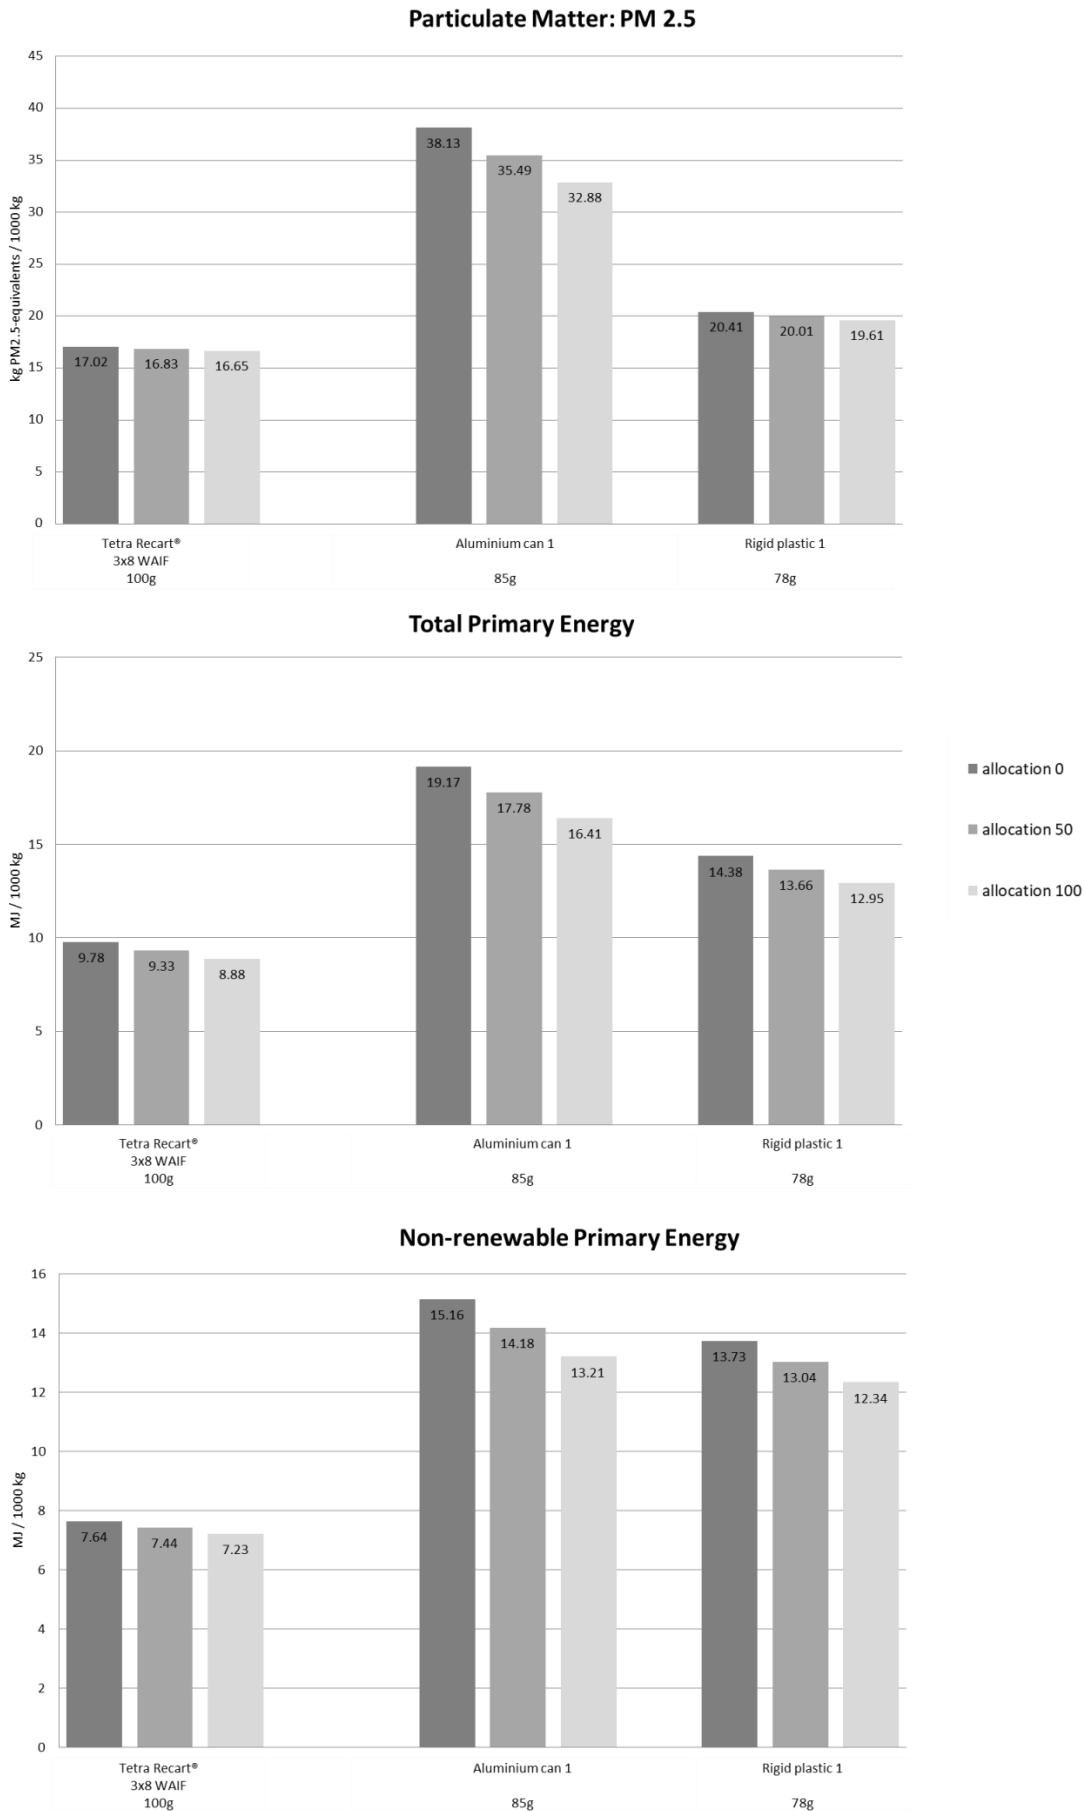 Particulate Matter: PM 2.5
kg PM2.5-equivalents / 1000 kg
45
40
35
30
25
20
15
10
5
0
17.02 16.83 16.65
38.13 35.49 32.88
20.41 20.01 19.61
Tetra Recart® Aluminium can 1 Rigid plastic 1
3x8 WAIF
100g 85g 78g
Total Primary Energy
MJ / 1000 kg
25
20
15
10
5
0
9.78 9.33 8.88
19.17 17.78 16.41
14.38 13.66 12.95
Tetra Recart® Aluminium can 1 Rigid plastic 1
3x8 WAIF
100g 85g 78g
allocation 0
allocation 50
allocation 100
Non-renewable Primary Energy
MJ / 1000 kg
16
14
12
10
8
6
4
2
0
7.64 7.44 7.23
15.16 14.18 13.21
13.73 13.04 12.34
Tetra Recart® Aluminium can 1 Rigid plastic 1
3x8 WAIF
100g 85g 78g